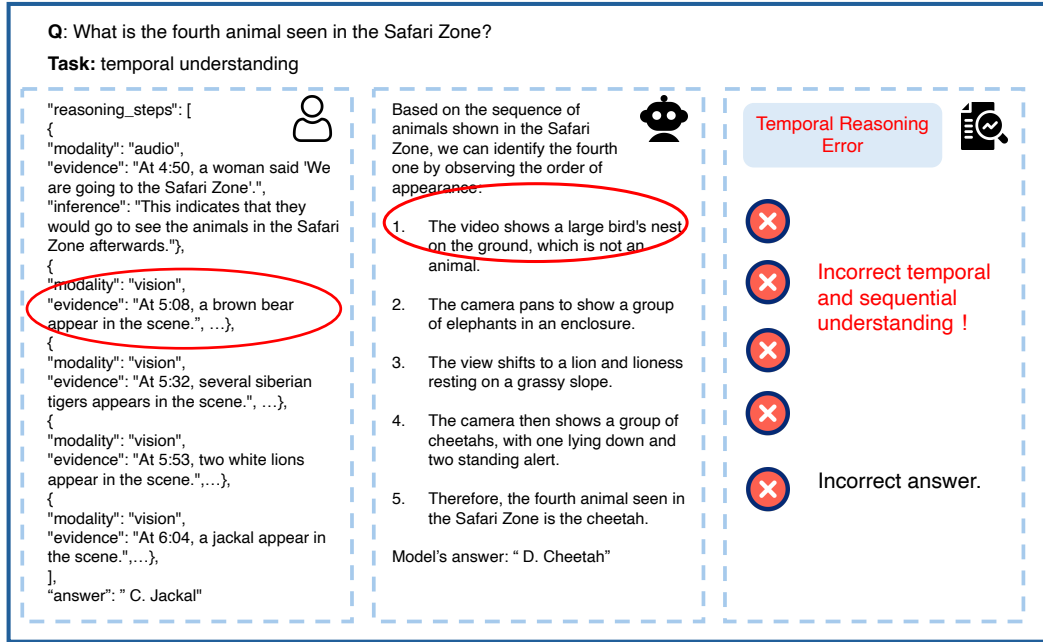 Q: What is the fourth animal seen in the Safari Zone?
Task: temporal understanding
"reasoning_steps": [
{
"modality": "audio",
"evidence": "At 4:50, a woman said 'We
are going to the Safari Zone'.",
"inference": "This indicates that they
would go to see the animals in the Safari
Zone afterwards."},
{
"modality": "vision",
"evidence": "At 5:08, a brown bear
appear in the scene.”, …},
{
"modality": "vision",
"evidence": "At 5:32, several siberian
tigers appears in the scene.", …},
{
"modality": "vision",
"evidence": "At 5:53, two white lions
appear in the scene.",…},
{
"modality": "vision",
"evidence": "At 6:04, a jackal appear in
the scene.",…},
],
“answer”: ” C. Jackal"
Based on the sequence of
animals shown in the Safari
Zone, we can identify the fourth
one by observing the order of
appearance:
1. The video shows a large bird's nest
on the ground, which is not an
animal.
2. The camera pans to show a group
of elephants in an enclosure.
3. The view shifts to a lion and lioness
resting on a grassy slope.
4. The camera then shows a group of
cheetahs, with one lying down and
two standing alert.
5. Therefore, the fourth animal seen in
the Safari Zone is the cheetah.
Model’s answer: “ D. Cheetah”
Temporal Reasoning
Error
Incorrect temporal
and sequential
understanding！
Incorrect answer.